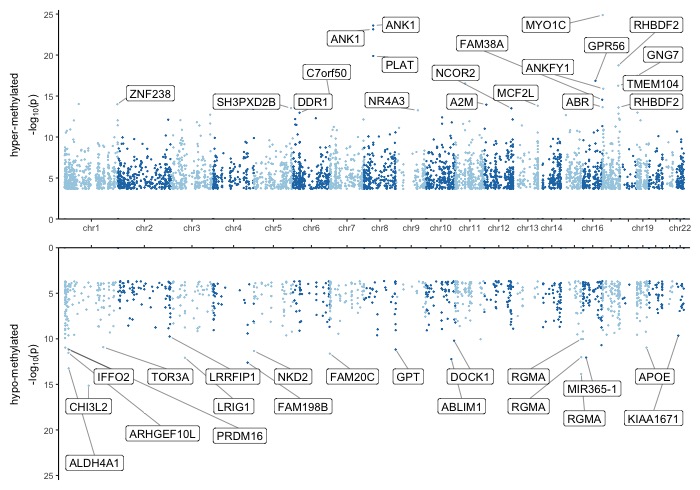 25
20
15
10
5
0
hyper-methylated
-log₁₀(p)
MYO1C
ANK1
RHBDF2
ANK1
FAM38A
GPR56
GNG7
PLAT
ANKFY1
C7orf50
NCOR2
TMEM104
ZNF238
SH3PXD2B
DDR1
NR4A3
A2M
MCF2L
ABR
RHBDF2
chr1 chr2 chr3 chr4 chr5 chr6 chr7 chr8 chr9 chr10 chr11 chr12 chr13 chr14 chr16 chr19 chr22
0
5
10
15
20
25
hypo-methylated
-log₁₀(p)
IFFO2
TOR3A
LRRFIP1
NKD2
FAM20C
GPT
DOCK1
RGMA
APOE
MIR365-1
CHI3L2
LRIG1
FAM198B
ABLIM1
RGMA
RGMA
KIAA1671
ARHGEF10L
PRDM16
ALDH4A1